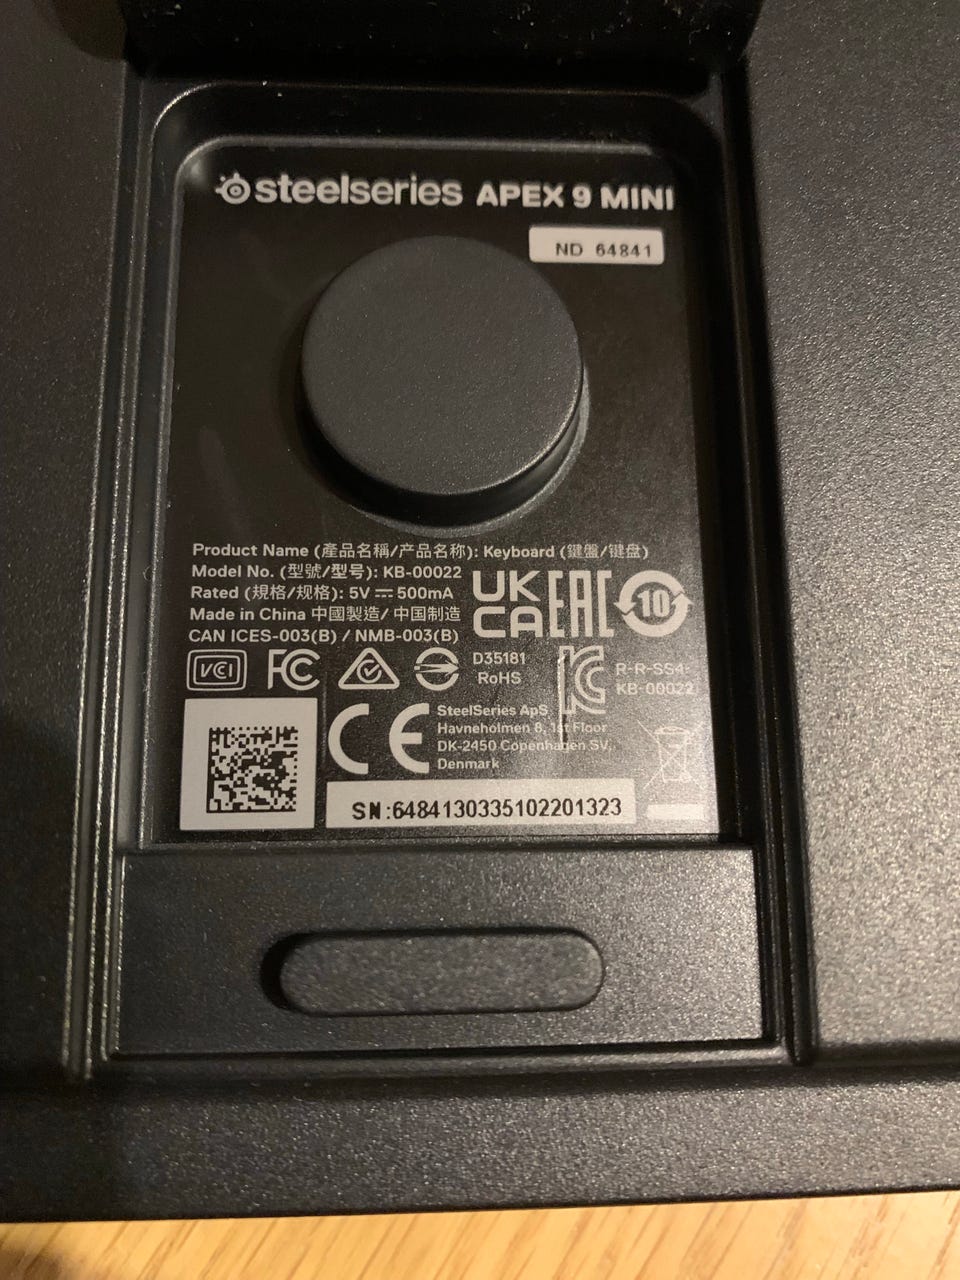 steelseries APEX 9 MINI
ND 64841
Product Name (產品名稱/产品名称): Keyboard (鍵盤/键盘)
Model No. (型號/型号): KB-00022
Rated (規格/规格): 5V ⎓ 500mA
Made in China 中國製造/ 中国制造
CAN ICES-003(B) / NMB-003(B)
UK
CA
EAC
10
VCI
FC
D35181
RoHS
R-R-SS4-
KB-00022
CE
SteelSeries ApS
Havneholmen 8, 1st Floor
DK-2450 Copenhagen SV,
Denmark
SN:6484130335102201323